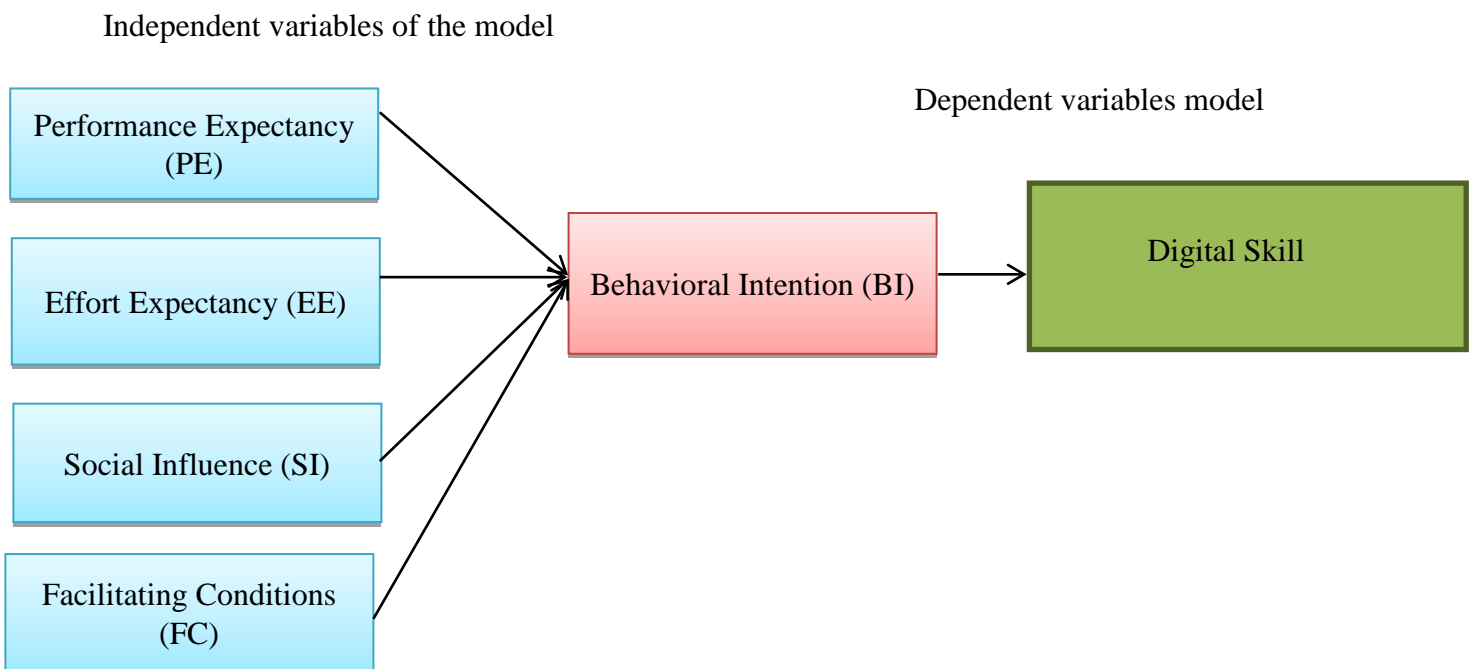 Independent variables of the model
Dependent variables model
Performance Expectancy
(PE)
Effort Expectancy (EE)
Social Influence (SI)
Facilitating Conditions
(FC)
Behavioral Intention (BI)
Digital Skill